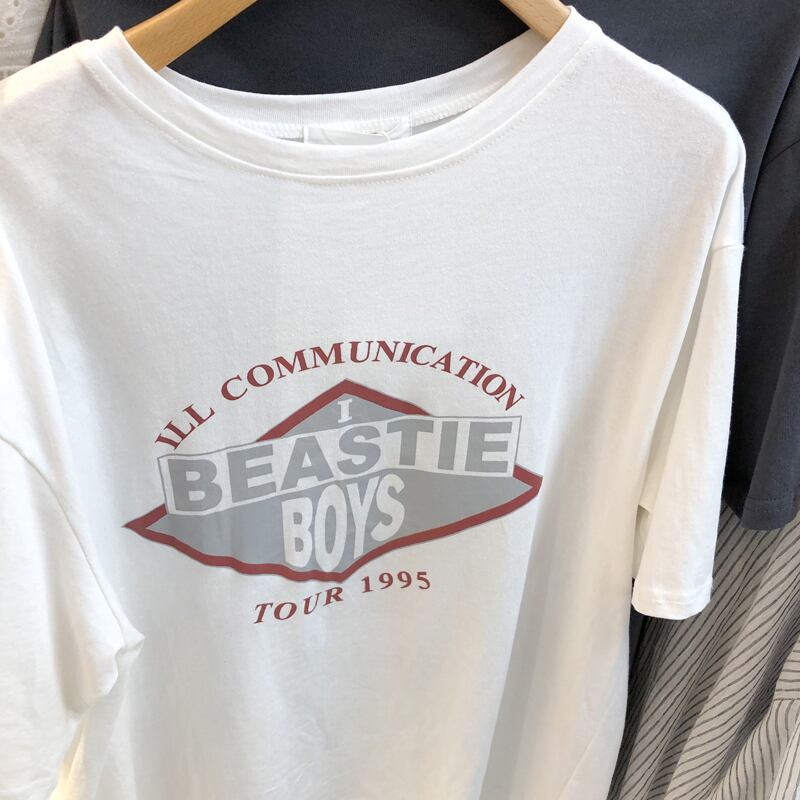 ILL COMMUNICATION
I
BEASTIE
BOYS
TOUR 1995